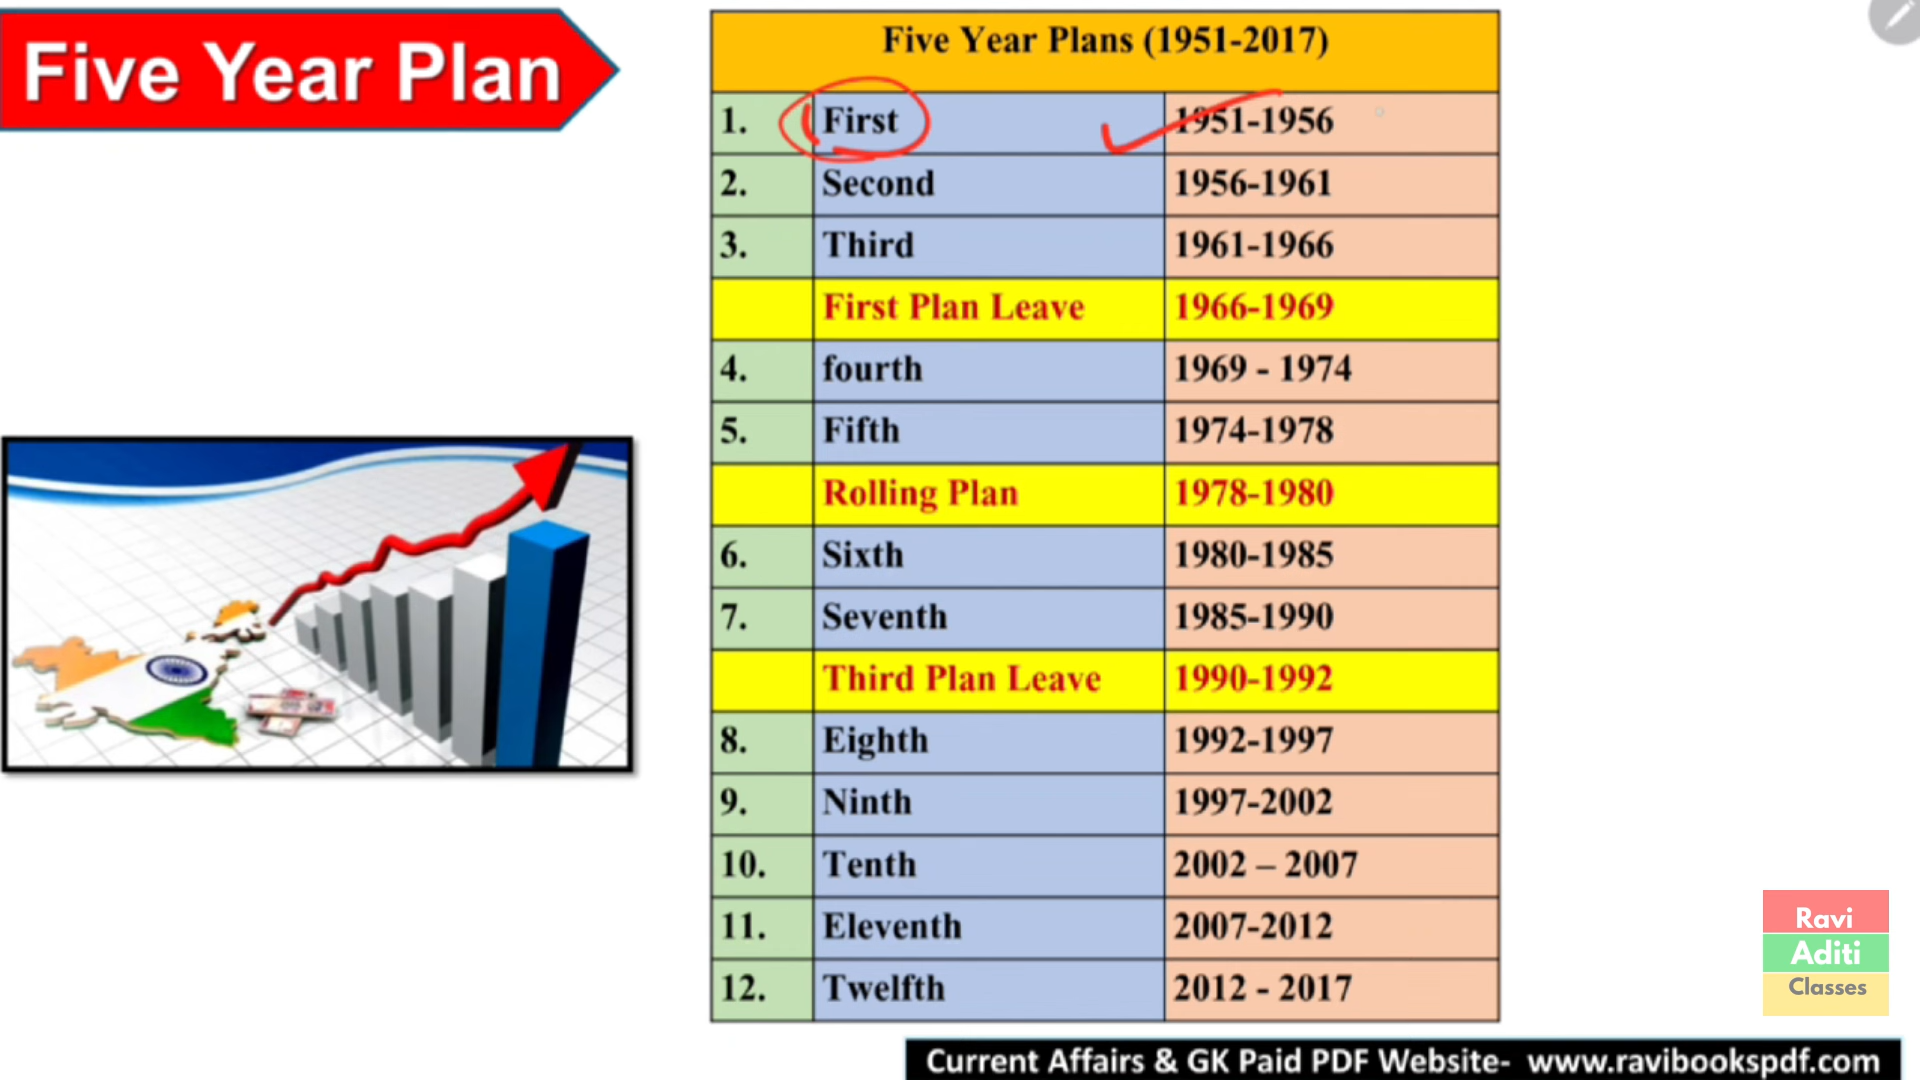 Five Year Plan
Five Year Plans (1951-2017)
1. First 1951-1956
2. Second 1956-1961
3. Third 1961-1966
First Plan Leave 1966-1969
4. fourth 1969 - 1974
5. Fifth 1974-1978
Rolling Plan 1978-1980
6. Sixth 1980-1985
7. Seventh 1985-1990
Third Plan Leave 1990-1992
8. Eighth 1992-1997
9. Ninth 1997-2002
10. Tenth 2002 – 2007
11. Eleventh 2007-2012
12. Twelfth 2012 - 2017
Ravi
Aditi
Classes
Current Affairs & GK Paid PDF Website- www.ravibookspdf.com